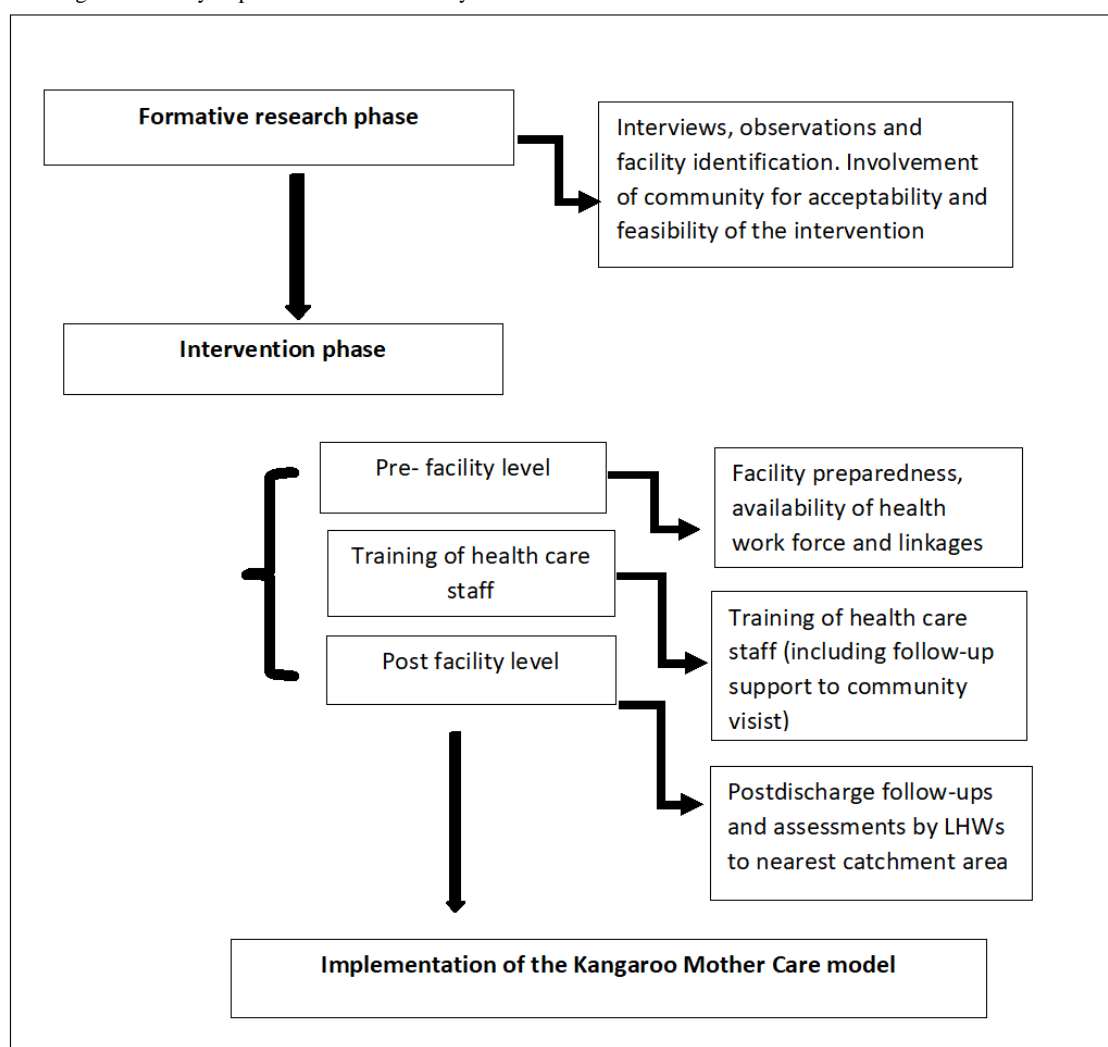 Formative research phase
Interviews, observations and
facility identification. Involvement
of community for acceptability and
feasibility of the intervention
Intervention phase
Pre- facility level
Facility preparedness,
availability of health
work force and linkages
Training of health care
staff
Training of health care
staff (including follow-up
support to community
visist)
Post facility level
Postdischarge follow-ups
and assessments by LHWs
to nearest catchment area
Implementation of the Kangaroo Mother Care model